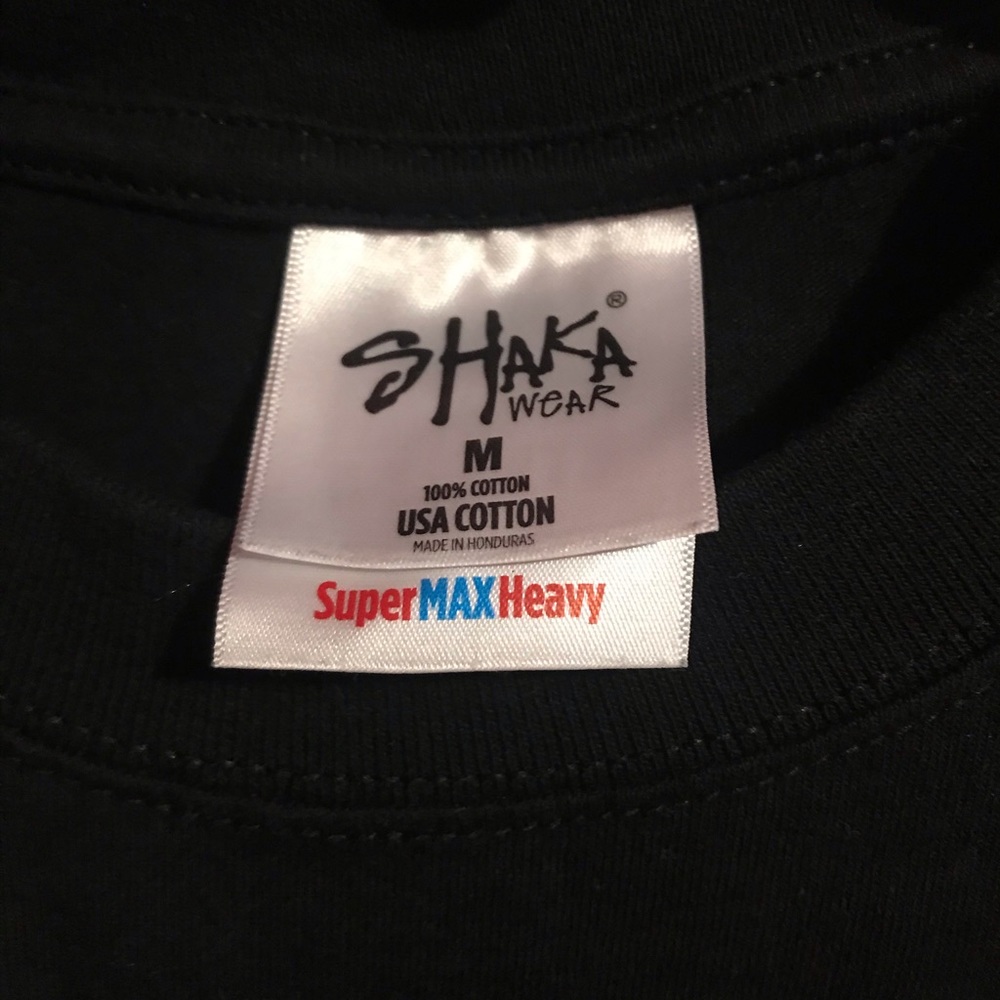 SHAKA ®
WEAR
M
100% COTTON
USA COTTON
MADE IN HONDURAS
SuperMAXHeavy